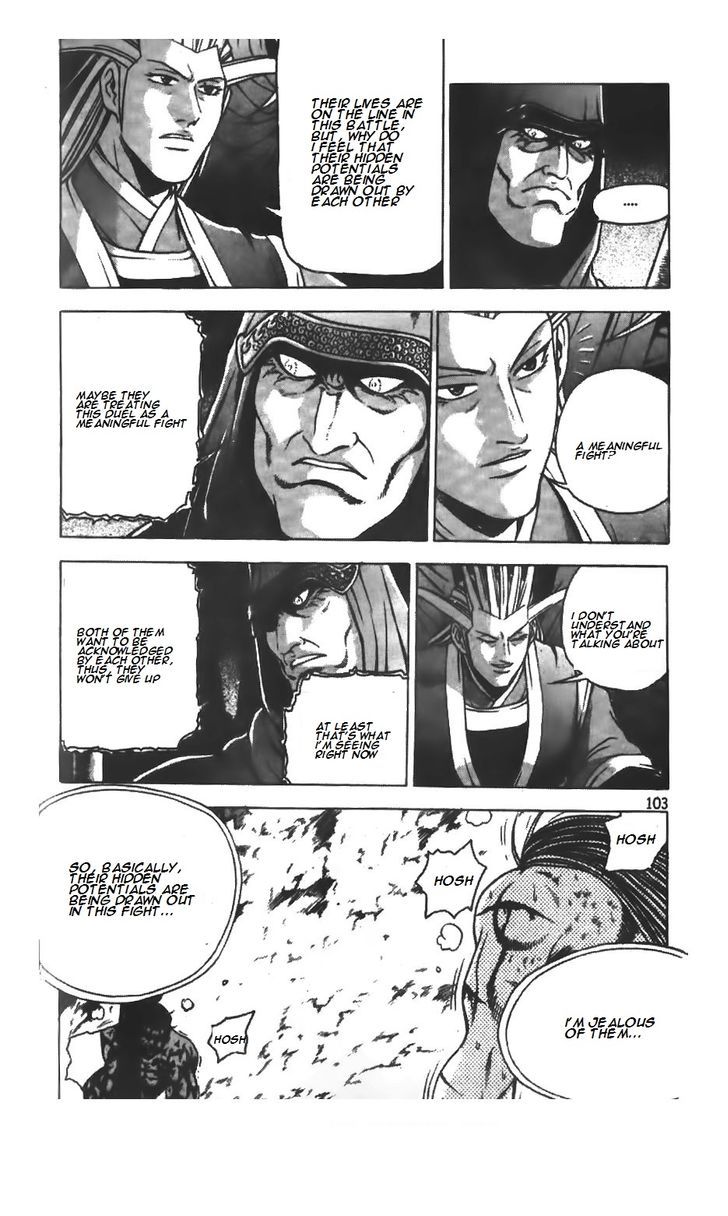 THEIR LIVES ARE
ON THE LINE IN
THIS BATTLE,
BUT, WHY DO
I FEEL THAT
THEIR HIDDEN
POTENTIALS
ARE BEING
DRAWN OUT BY
EACH OTHER
....
MAYBE THEY
ARE TREATING
THIS DUEL AS A
MEANINGFUL FIGHT
A MEANINGFUL
FIGHT?
BOTH OF THEM
WANT TO BE
ACKNOWLEDGED
BY EACH OTHER,
THUS, THEY
WON'T GIVE UP
AT LEAST
THAT'S WHAT
I'M SEEING
RIGHT NOW
I DON'T
UNDERSTAND
WHAT YOU'RE
TALKING ABOUT
103
SO, BASICALLY,
THEIR HIDDEN
POTENTIALS ARE
BEING DRAWN OUT
IN THIS FIGHT...
HOSH
HOSH
HOSH
I'M JEALOUS
OF THEM...